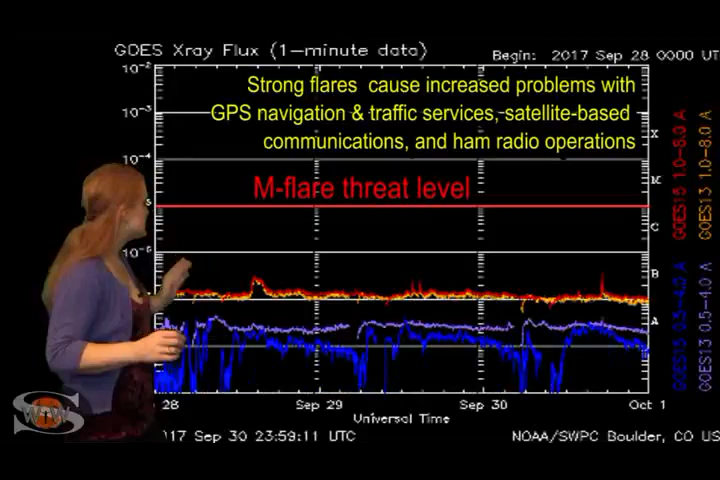 GOES Xray Flux (1-minute data)
Begin: 2017 Sep 28 0000 UT
Strong flares cause increased problems with
GPS navigation & traffic services, satellite-based
communications, and ham radio operations
M-flare threat level
10-2
10-3
10-4
5
10-6
X
M
C
B
A
GOES15 1.0-8.0 A
GOES13 1.0-8.0 A
GOES15 0.5-4.0 A
GOES13 0.5-4.0 A
28
Sep 29
Sep 30
Oct 1
Universal Time
17 Sep 30 23:59:11 UTC
NOAA/SWPC Boulder, CO US